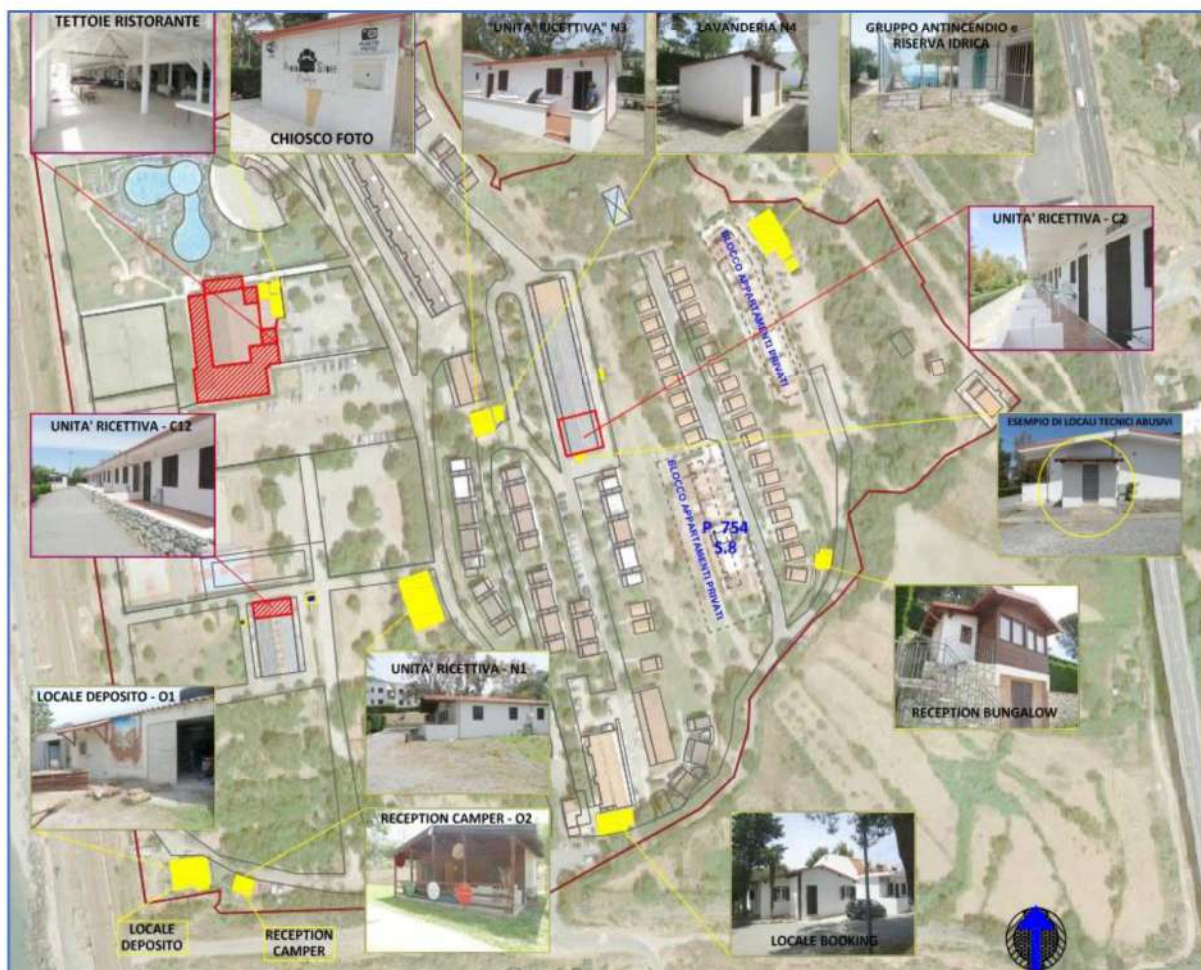 TETTOIE RISTORANTE
CHIOSCO FOTO
"UNITA' RICETTIVA" N3
LAVANDERIA N4
GRUPPO ANTINCENDIO e
RISERVA IDRICA
UNITA' RICETTIVA - C2
BLOCCO APPARTAMENTI PRIVATI
UNITA' RICETTIVA - C12
ESEMPIO DI LOCALI TECNICI ABUSIVI
BLOCCO APPARTAMENTI PRIVATI
P. 754
S.8
RECEPTION BUNGALOW
UNITA' RICETTIVA - N1
LOCALE DEPOSITO - O1
RECEPTION CAMPER - O2
LOCALE BOOKING
LOCALE
DEPOSITO
RECEPTION
CAMPER